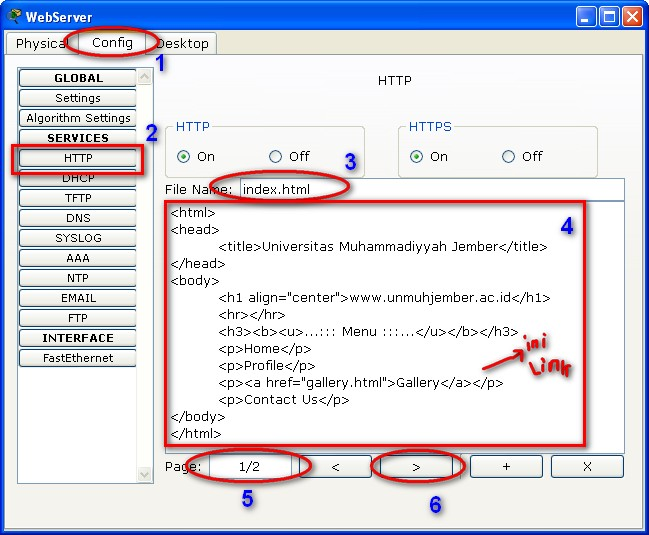 WebServer
Physical Config Desktop
1
GLOBAL
Settings
Algorithm Settings
SERVICES
2
HTTP
DHCP
TFTP
DNS
SYSLOG
AAA
NTP
EMAIL
FTP
INTERFACE
FastEthernet
HTTP
HTTP
On Off
HTTPS
On Off
3
File Name: index.html
4
<html>
<head>
<title>Universitas Muhammadiyyah Jember</title>
</head>
<body>
<h1 align="center">www.unmuhjember.ac.id</h1>
<hr></hr>
<h3><b><u>...::: Menu :::...</u></b></h3>
<p>Home</p>
<p>Profile</p>
<p><a href="gallery.html">Gallery</a></p>
<p>Contact Us</p>
</body>
</html>
ini
Link
Page: 1/2 < > + X
5 6